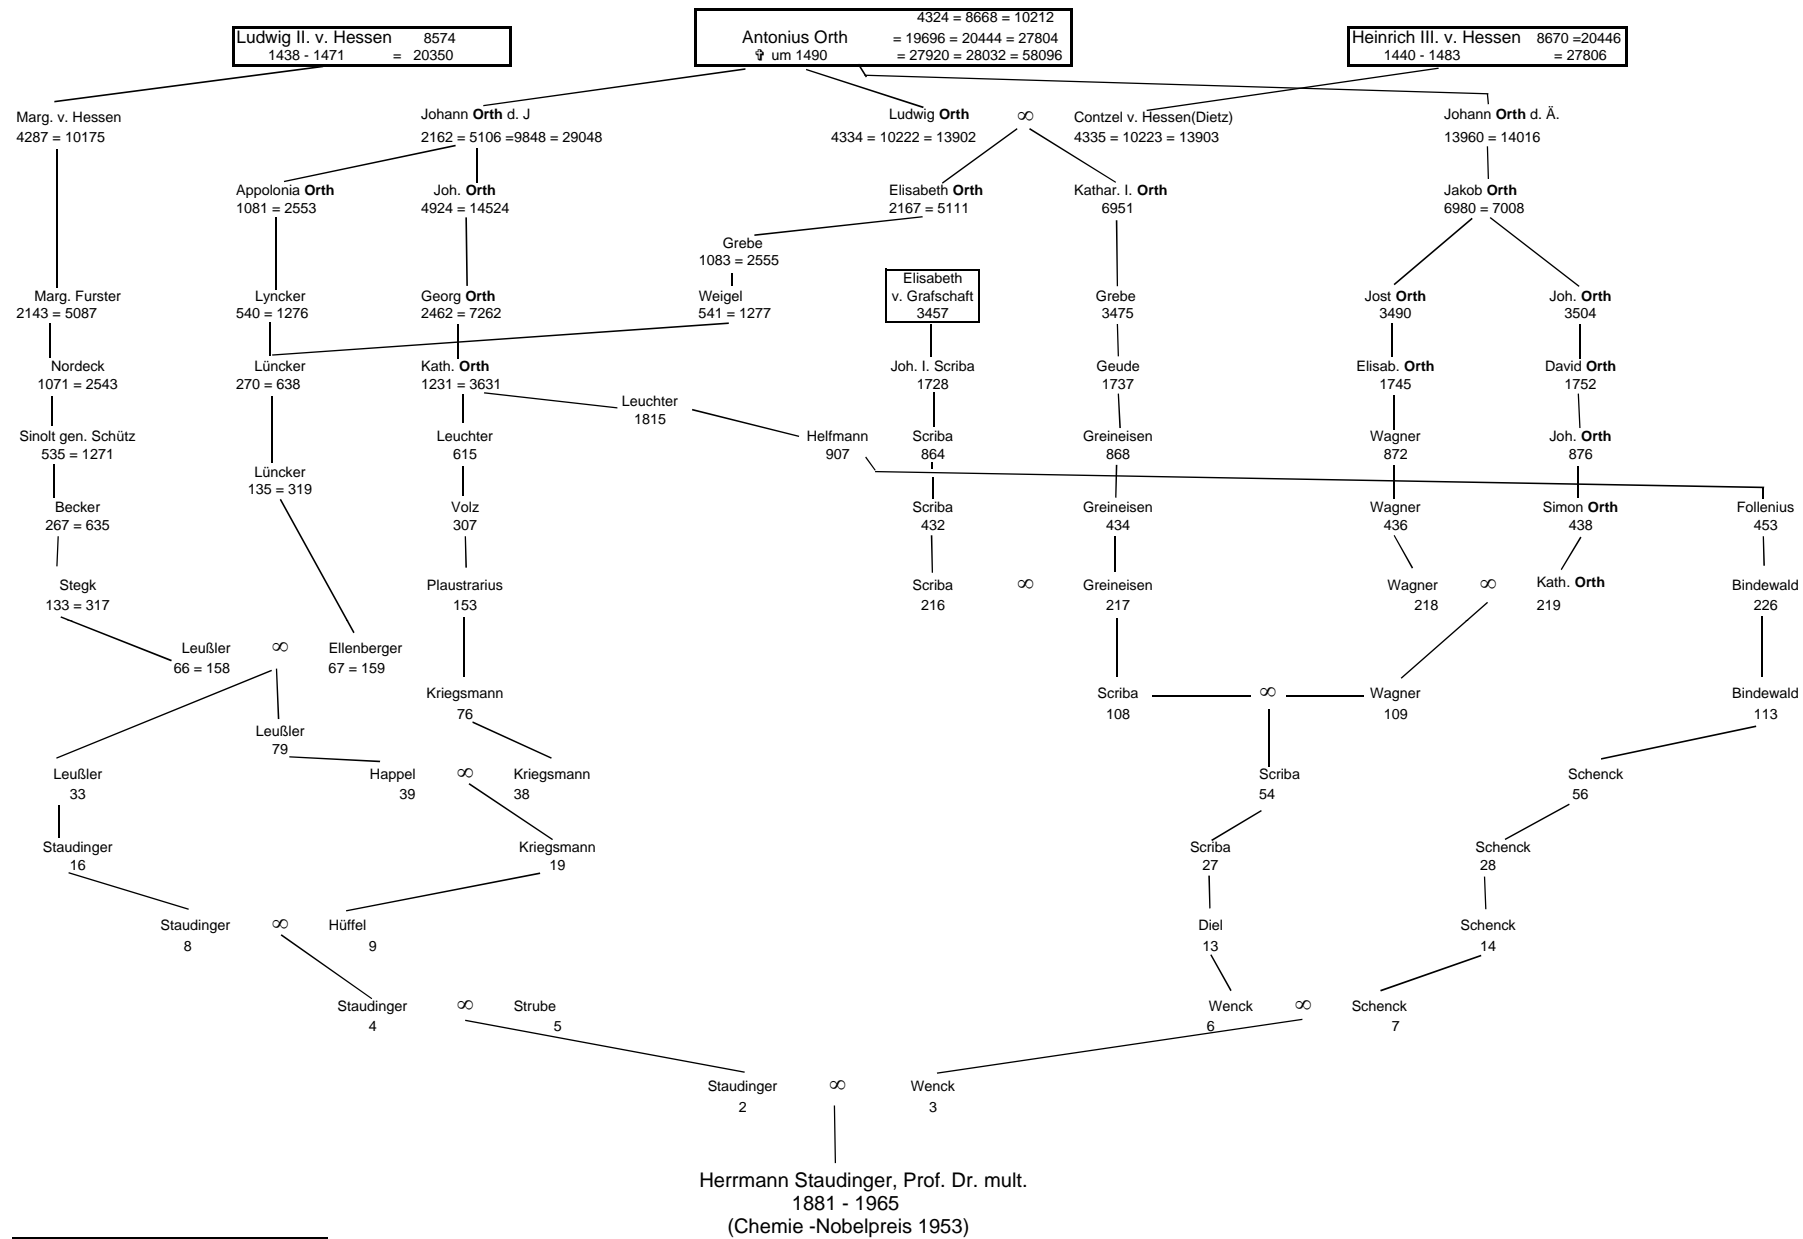 4324 = 8668 = 10212
Ludwig II. v. Hessen 8574
Antonius Orth = 19696 = 20444 = 27804
Heinrich III. v. Hessen 8670 =20446
1438 - 1471 = 20350
✞ um 1490 = 27920 = 28032 = 58096
1440 - 1483 = 27806
Marg. v. Hessen
Johann Orth d. J
Ludwig Orth ∞ Contzel v. Hessen(Dietz)
Johann Orth d. Ä.
4287 = 10175
2162 = 5106 =9848 = 29048
4334 = 10222 = 13902
4335 = 10223 = 13903
13960 = 14016
Appolonia Orth
Joh. Orth
Elisabeth Orth
Kathar. I. Orth
Jakob Orth
1081 = 2553
4924 = 14524
2167 = 5111
6951
6980 = 7008
Grebe
1083 = 2555
Elisabeth
Marg. Furster
Lyncker
Georg Orth
Weigel
v. Grafschaft
Grebe
Jost Orth
Joh. Orth
2143 = 5087
540 = 1276
2462 = 7262
541 = 1277
3457
3475
3490
3504
Nordeck
Lüncker
Kath. Orth
Joh. I. Scriba
Geude
Elisab. Orth
David Orth
1071 = 2543
270 = 638
1231 = 3631
1728
1737
1745
1752
Leuchter
1815
Sinolt gen. Schütz
Leuchter
Helfmann
Scriba
Greineisen
Wagner
Joh. Orth
535 = 1271
615
907
864
868
872
876
Lüncker
135 = 319
Becker
Volz
Scriba
Greineisen
Wagner
Simon Orth
Follenius
267 = 635
307
432
434
436
438
453
Stegk
Plaustrarius
Scriba ∞ Greineisen
Wagner ∞ Kath. Orth
Bindewald
133 = 317
153
216
217
218
219
226
Leußler ∞ Ellenberger
66 = 158
67 = 159
Kriegsmann
Scriba ∞ Wagner
Bindewald
76
108
109
113
Leußler
79
Leußler
Happel ∞ Kriegsmann
Scriba
Schenck
33
39
38
54
56
Staudinger
Kriegsmann
Scriba
Schenck
16
19
27
28
Staudinger ∞ Hüffel
Diel
Schenck
8
9
13
14
Staudinger ∞ Strube
Wenck ∞ Schenck
4
5
6
7
Staudinger ∞ Wenck
2
3
Herrmann Staudinger, Prof. Dr. mult.
1881 - 1965
(Chemie -Nobelpreis 1953)